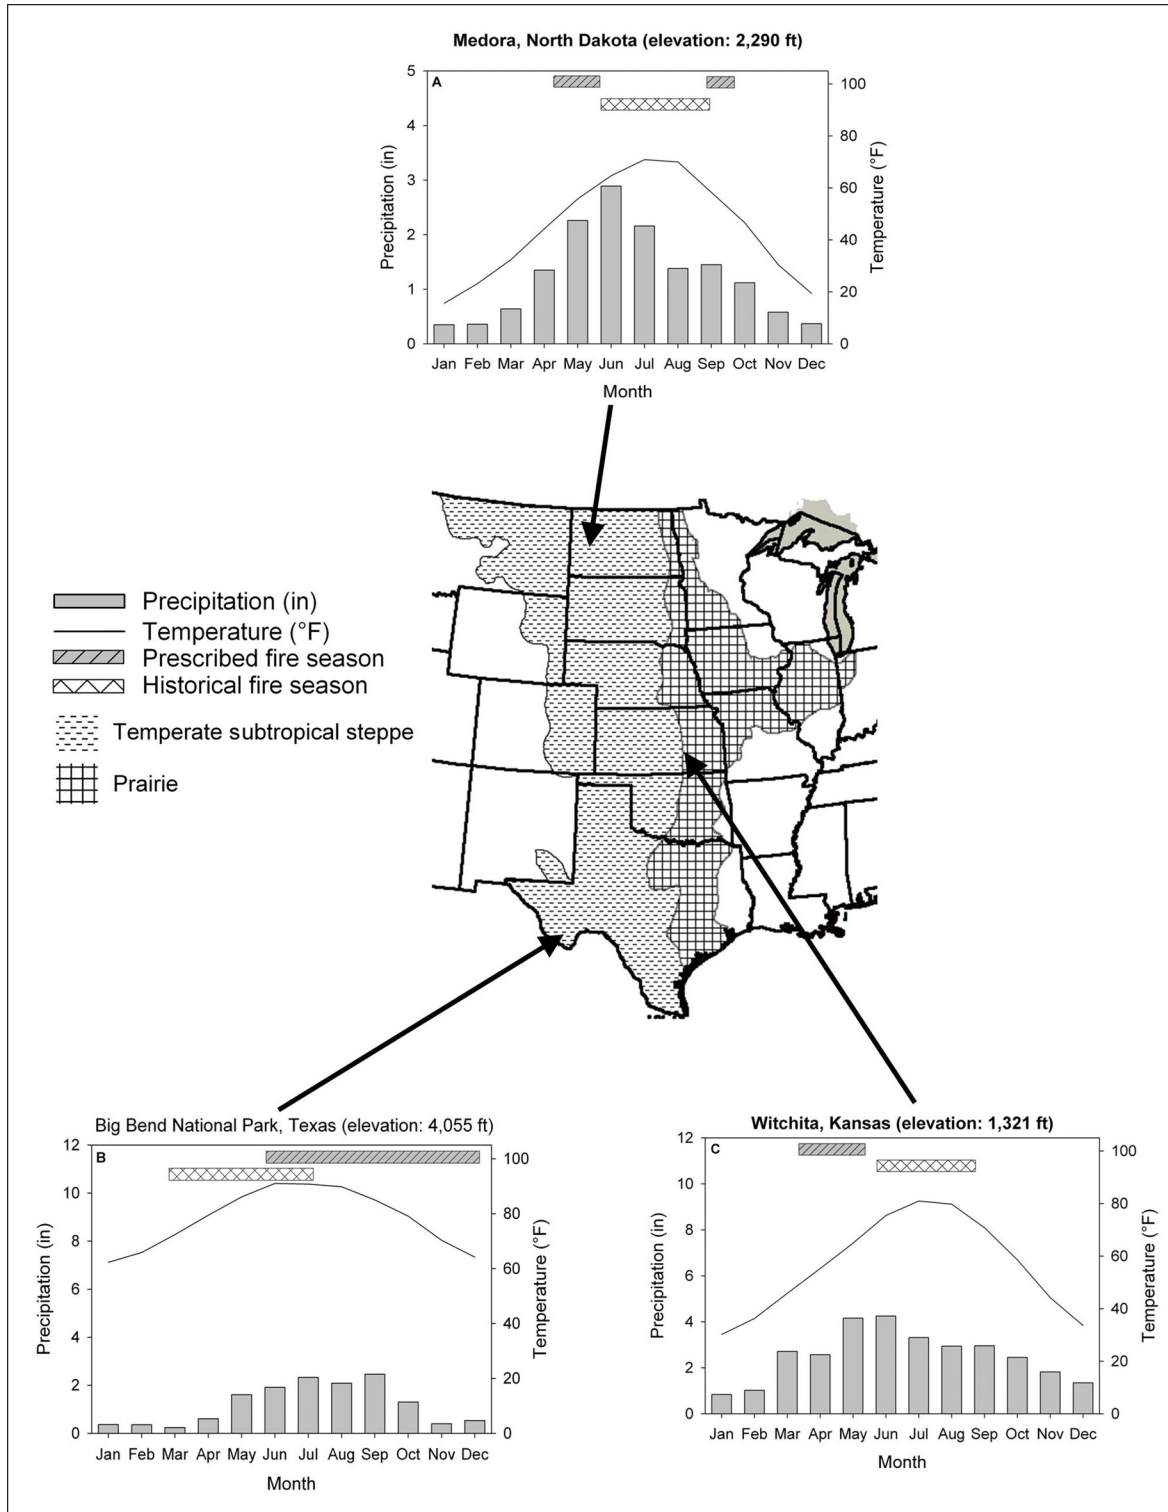 Medora, North Dakota (elevation: 2,290 ft)
A
5
4
3
2
1
0
Precipitation (in)
100
80
60
40
20
0
Temperature (°F)
Jan Feb Mar Apr May Jun Jul Aug Sep Oct Nov Dec
Month
Precipitation (in)
Temperature (°F)
Prescribed fire season
Historical fire season
Temperate subtropical steppe
Prairie
Big Bend National Park, Texas (elevation: 4,055 ft)
B
12
10
8
6
4
2
0
Precipitation (in)
100
80
60
40
20
0
Temperature (°F)
Jan Feb Mar Apr May Jun Jul Aug Sep Oct Nov Dec
Month
Witchita, Kansas (elevation: 1,321 ft)
C
12
10
8
6
4
2
0
Precipitation (in)
100
80
60
40
20
0
Temperature (°F)
Jan Feb Mar Apr May Jun Jul Aug Sep Oct Nov Dec
Month